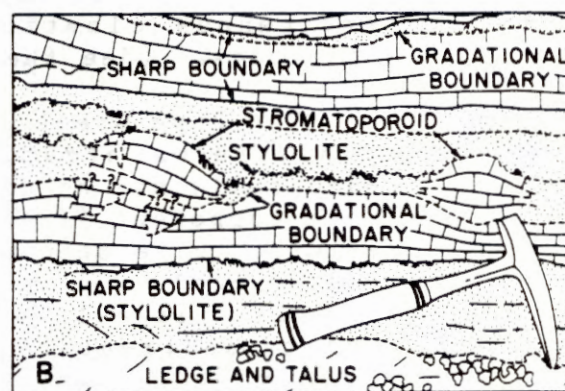 SHARP BOUNDARY
GRADATIONAL
BOUNDARY
STROMATOPOROID
STYLOLITE
GRADATIONAL
BOUNDARY
SHARP BOUNDARY
(STYLOLITE)
B
LEDGE AND TALUS